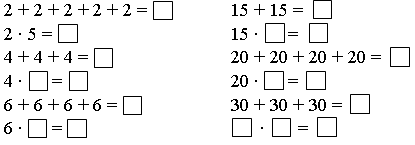 2 + 2 + 2 + 2 + 2 = □
2 · 5 = □
4 + 4 + 4 = □
4 · □ = □
6 + 6 + 6 + 6 = □
6 · □ = □
15 + 15 = □
15 · □ = □
20 + 20 + 20 + 20 = □
20 · □ = □
30 + 30 + 30 = □
□ · □ = □